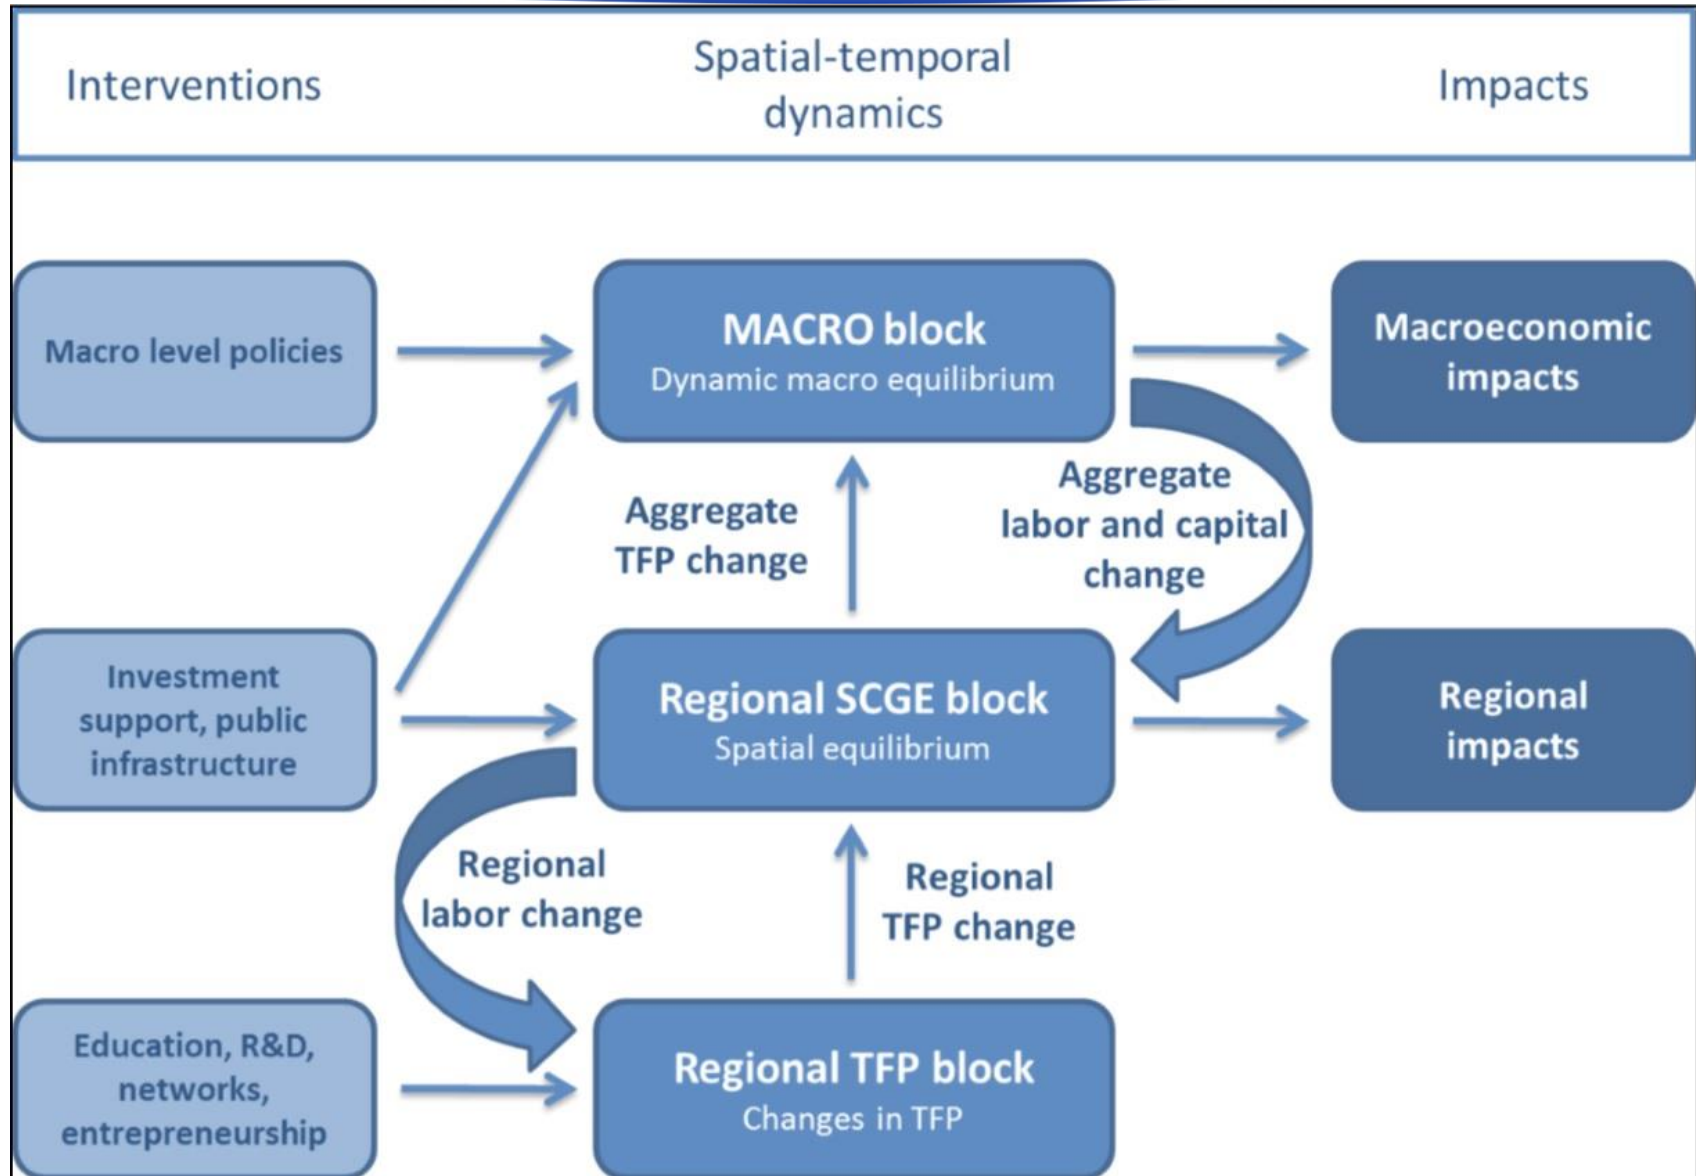 Interventions
Spatial-temporal
dynamics
Impacts
Macro level policies
MACRO block
Dynamic macro equilibrium
Macroeconomic
impacts
Aggregate
TFP change
Aggregate
labor and capital
change
Investment
support, public
infrastructure
Regional SCGE block
Spatial equilibrium
Regional
impacts
Regional
labor change
Regional
TFP change
Education, R&D,
networks,
entrepreneurship
Regional TFP block
Changes in TFP